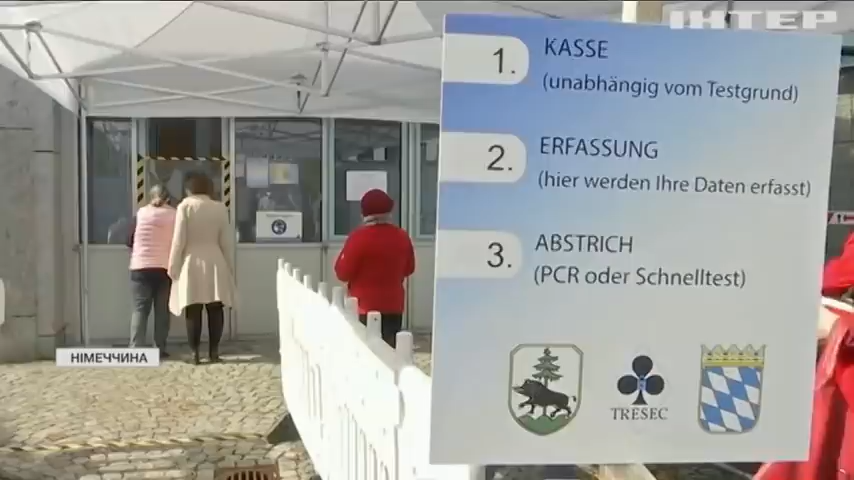 ІНТЕР
1. KASSE
(unabhängig vom Testgrund)
2. ERFASSUNG
(hier werden Ihre Daten erfasst)
3. ABSTRICH
(PCR oder Schnelltest)
TRESEC
НІМЕЧЧИНА